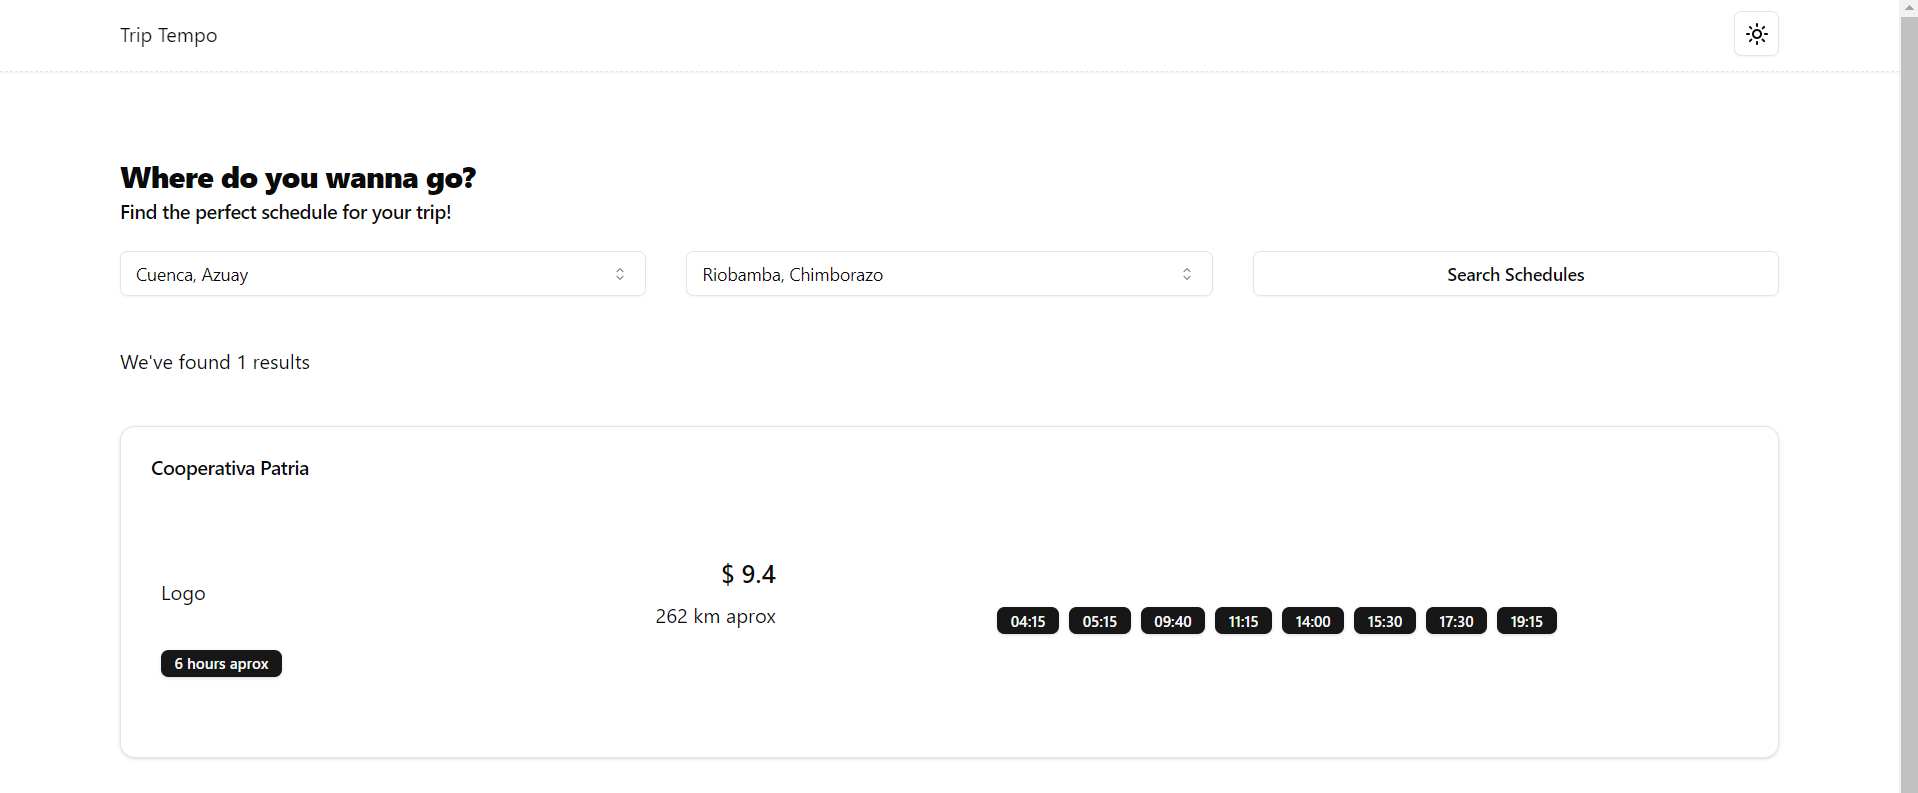 Trip Tempo
Where do you wanna go?
Find the perfect schedule for your trip!
Cuenca, Azuay
Riobamba, Chimborazo
Search Schedules
We've found 1 results
Cooperativa Patria
Logo
6 hours aprox
$ 9.4
262 km aprox
04:15 05:15 09:40 11:15 14:00 15:30 17:30 19:15